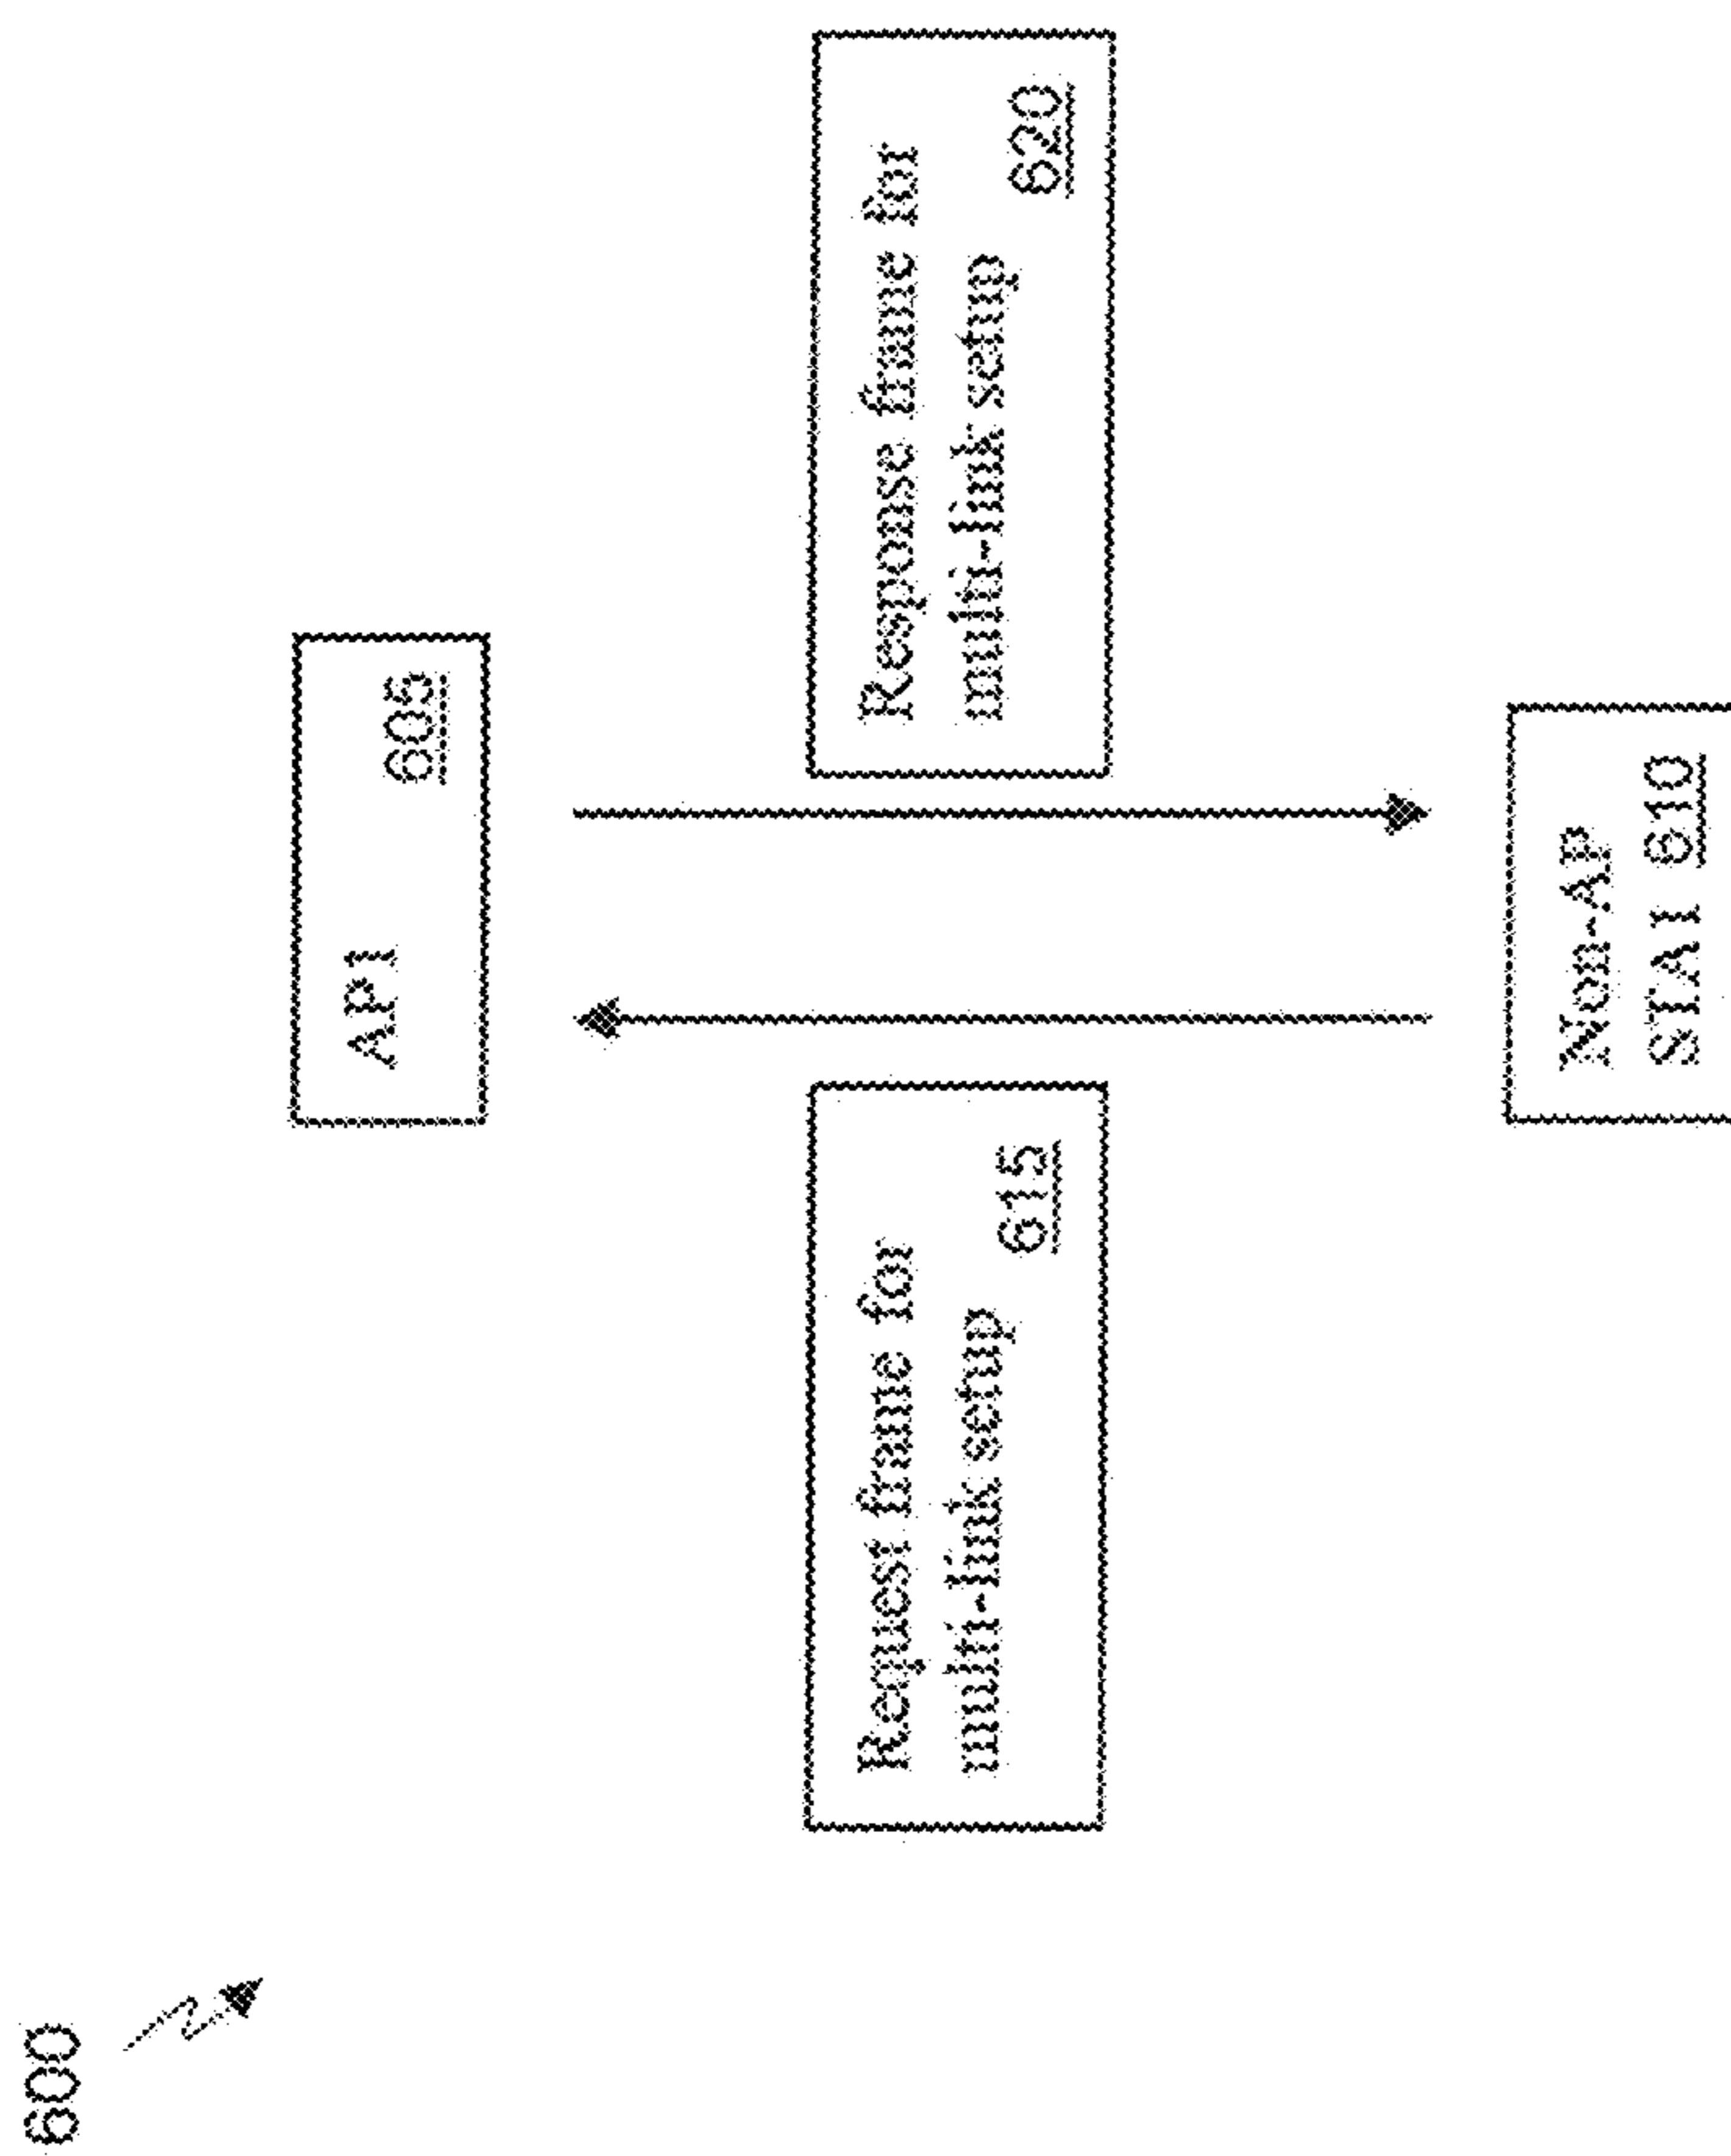 600
AP1
605
Request frame for
multi-link setup
615
Response frame for
multi-link setup
620
Non-AP
STA1 610